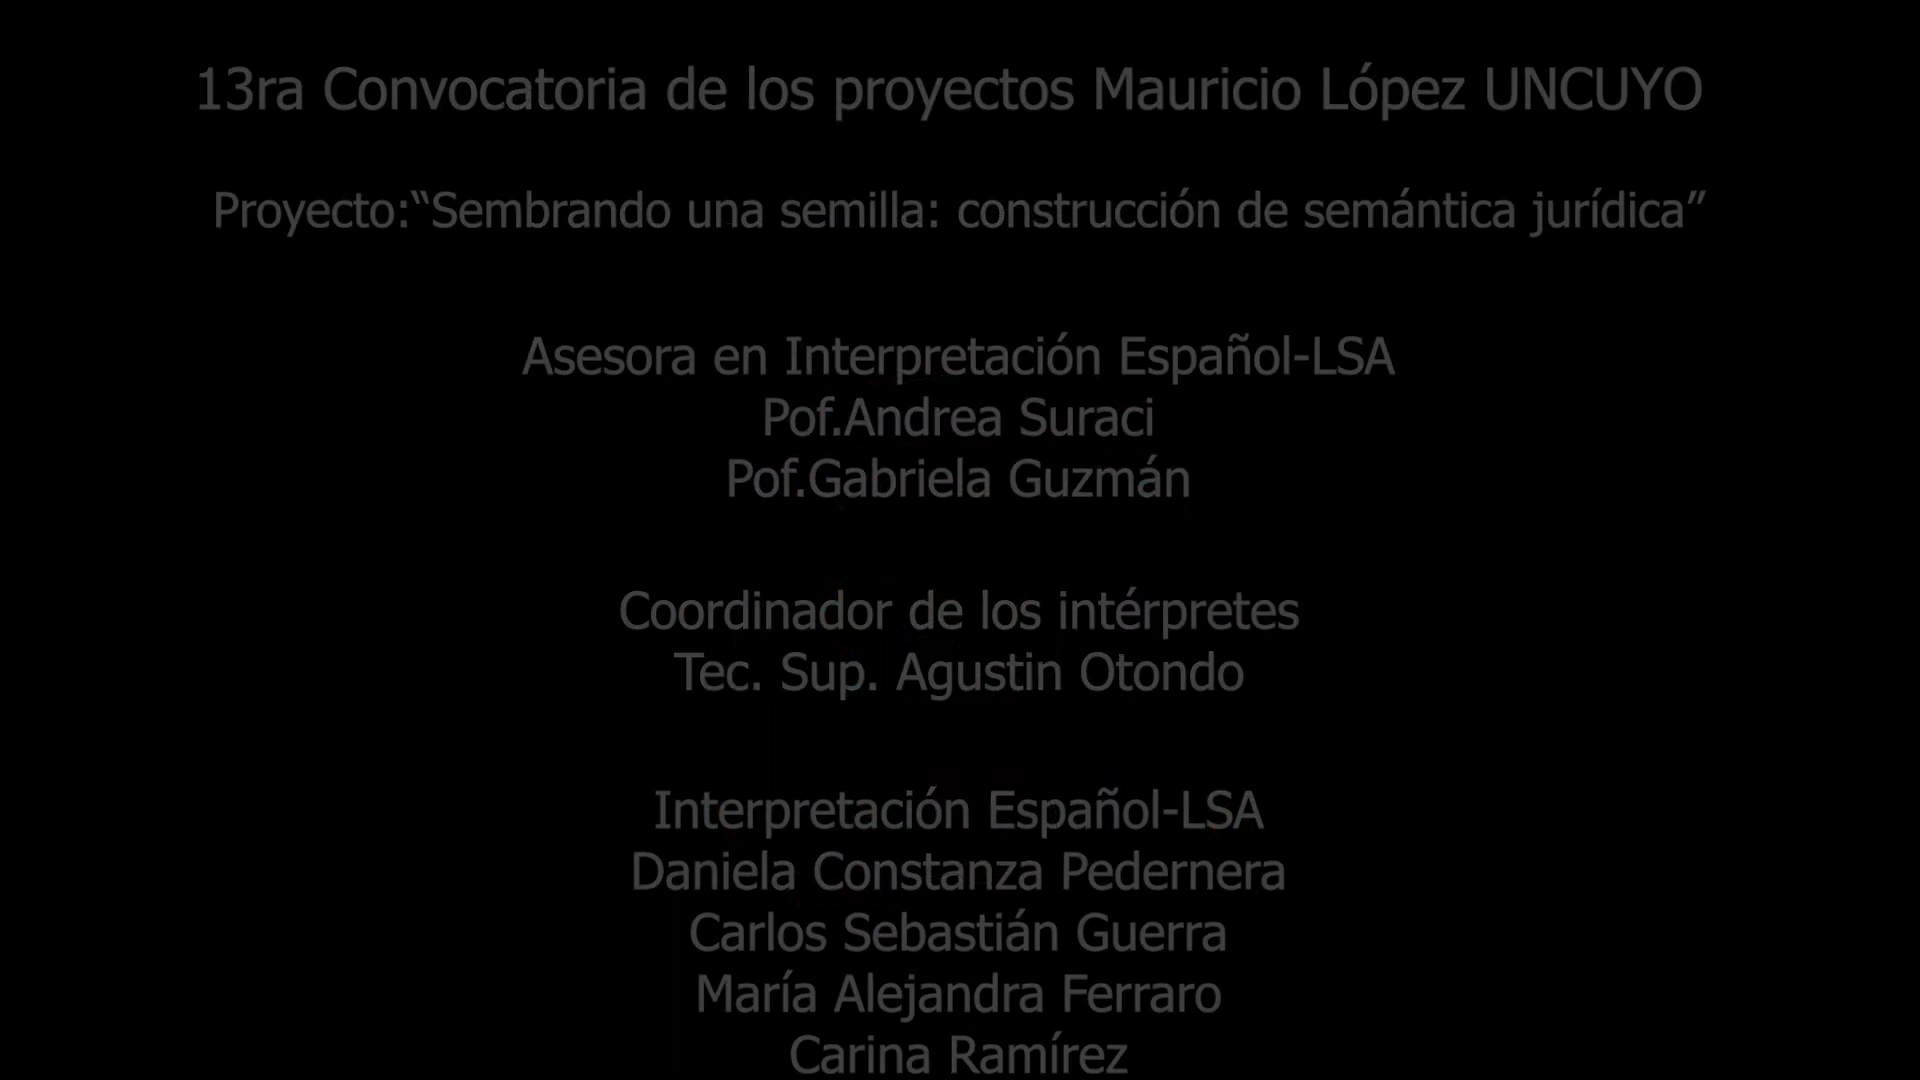 13ra Convocatoria de los proyectos Mauricio López UNCUYO
Proyecto:“Sembrando una semilla: construcción de semántica jurídica”
Asesora en Interpretación Español-LSA
Pof.Andrea Suraci
Pof.Gabriela Guzmán
Coordinador de los intérpretes
Tec. Sup. Agustin Otondo
Interpretación Español-LSA
Daniela Constanza Pedernera
Carlos Sebastián Guerra
María Alejandra Ferraro
Carina Ramírez